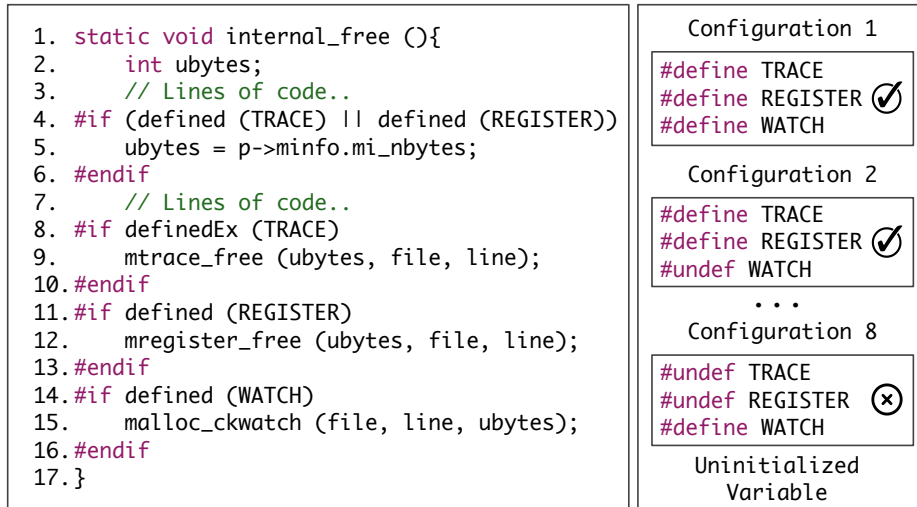 1. static void internal_free (){
2. int ubytes;
3. // Lines of code..
4. #if (defined (TRACE) || defined (REGISTER))
5. ubytes = p->minfo.mi_nbytes;
6. #endif
7. // Lines of code..
8. #if definedEx (TRACE)
9. mtrace_free (ubytes, file, line);
10. #endif
11. #if defined (REGISTER)
12. mregister_free (ubytes, file, line);
13. #endif
14. #if defined (WATCH)
15. malloc_ckwatch (file, line, ubytes);
16. #endif
17. }
Configuration 1
#define TRACE
#define REGISTER
#define WATCH
Configuration 2
#define TRACE
#define REGISTER
#undef WATCH
...
Configuration 8
#undef TRACE
#undef REGISTER
#define WATCH
Uninitialized
Variable